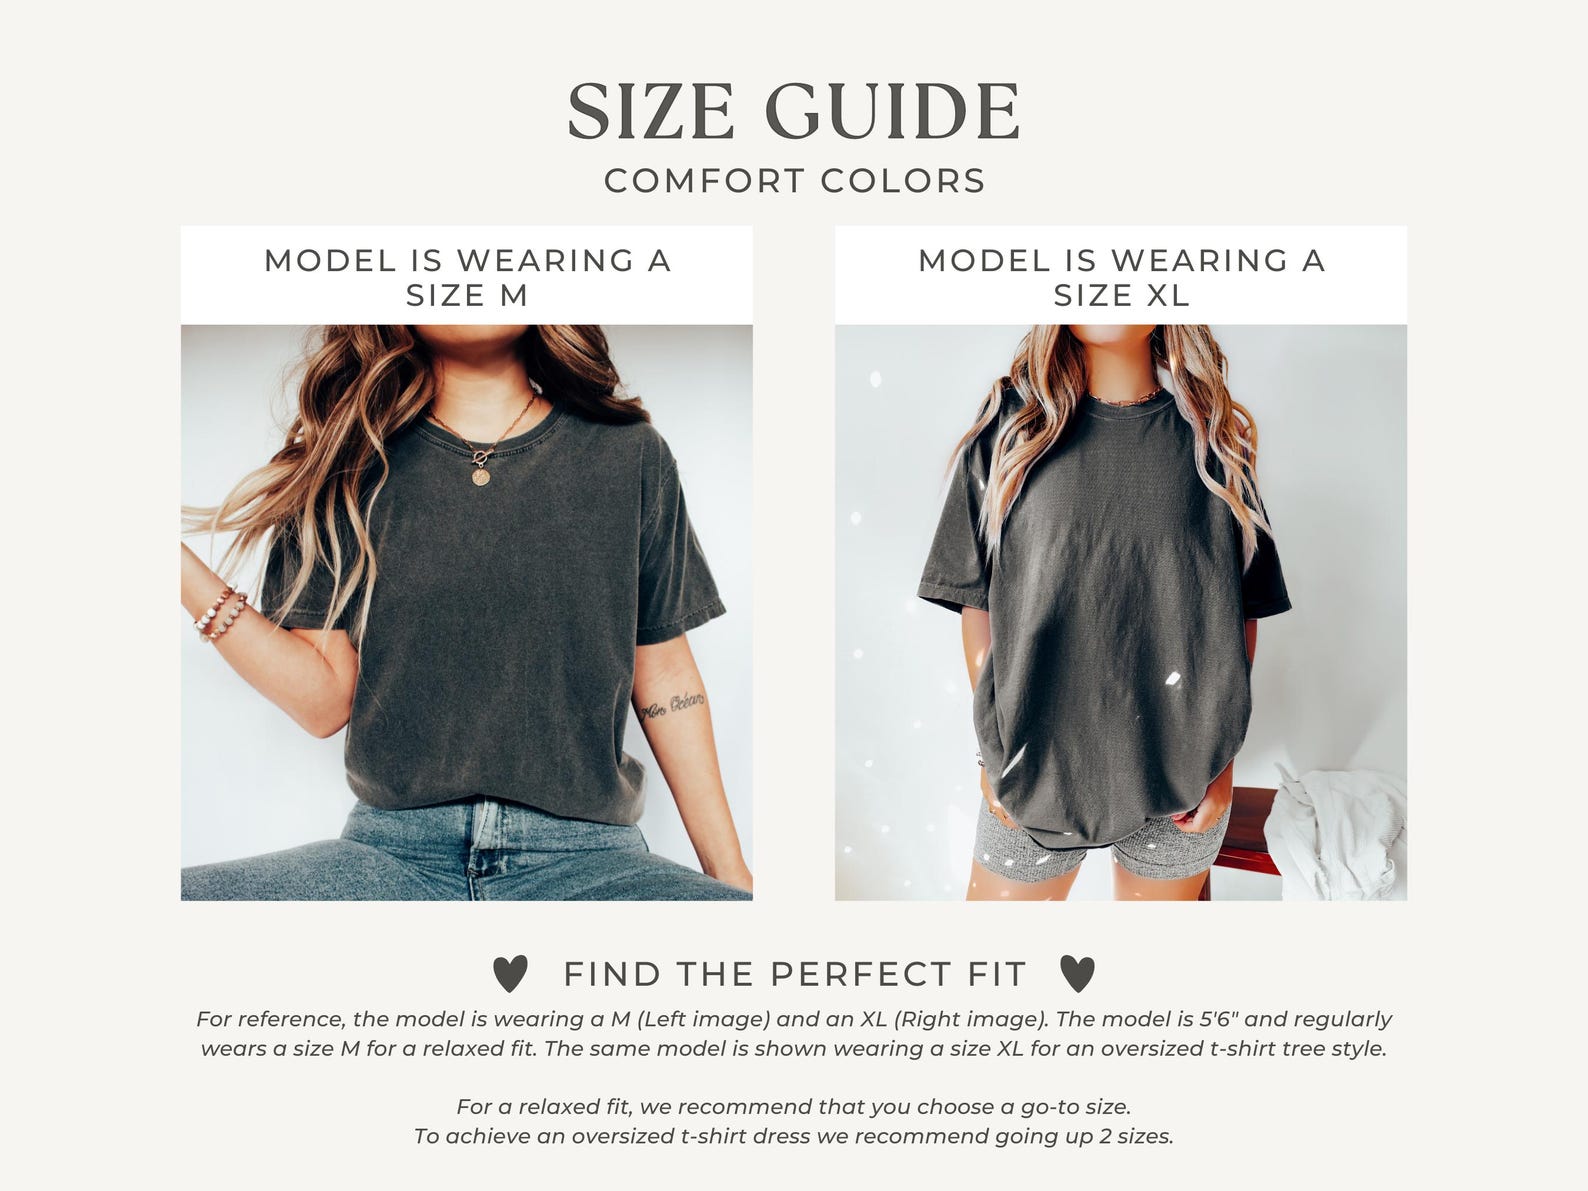 SIZE GUIDE
COMFORT COLORS
MODEL IS WEARING A
SIZE M
MODEL IS WEARING A
SIZE XL
Mon Océan
FIND THE PERFECT FIT
For reference, the model is wearing a M (Left image) and an XL (Right image). The model is 5'6" and regularly
wears a size M for a relaxed fit. The same model is shown wearing a size XL for an oversized t-shirt tree style.
For a relaxed fit, we recommend that you choose a go-to size.
To achieve an oversized t-shirt dress we recommend going up 2 sizes.